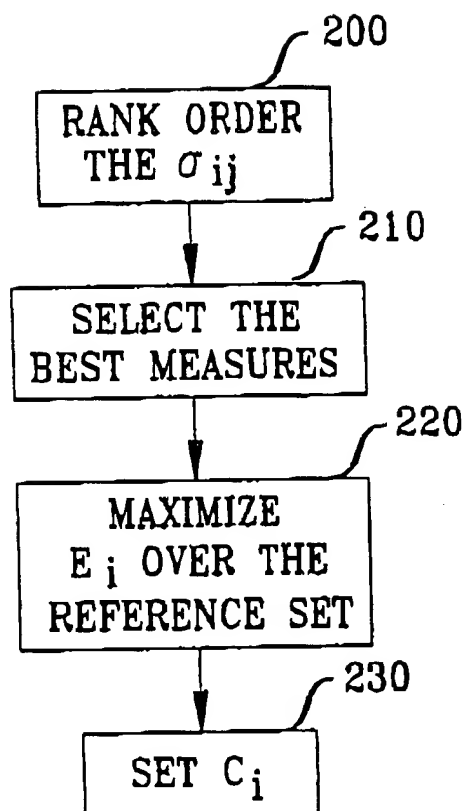 200
RANK ORDER
THE σij
210
SELECT THE
BEST MEASURES
220
MAXIMIZE
Ei OVER THE
REFERENCE SET
230
SET Ci